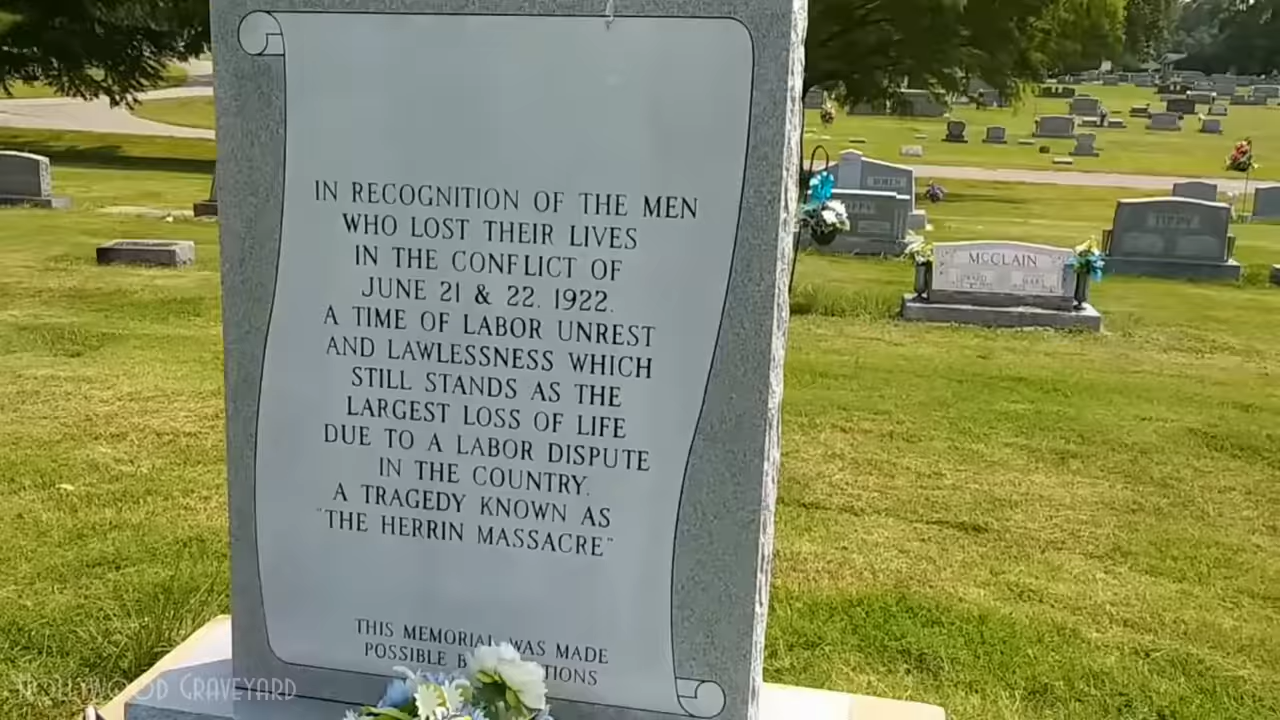 IN RECOGNITION OF THE MEN
WHO LOST THEIR LIVES
IN THE CONFLICT OF
JUNE 21 & 22, 1922.
A TIME OF LABOR UNREST
AND LAWLESSNESS WHICH
STILL STANDS AS THE
LARGEST LOSS OF LIFE
DUE TO A LABOR DISPUTE
IN THE COUNTRY.
A TRAGEDY KNOWN AS
"THE HERRIN MASSACRE"
THIS MEMORIAL WAS MADE
POSSIBLE
MCCLAIN
HOLLYWOOD GRAVEYARD